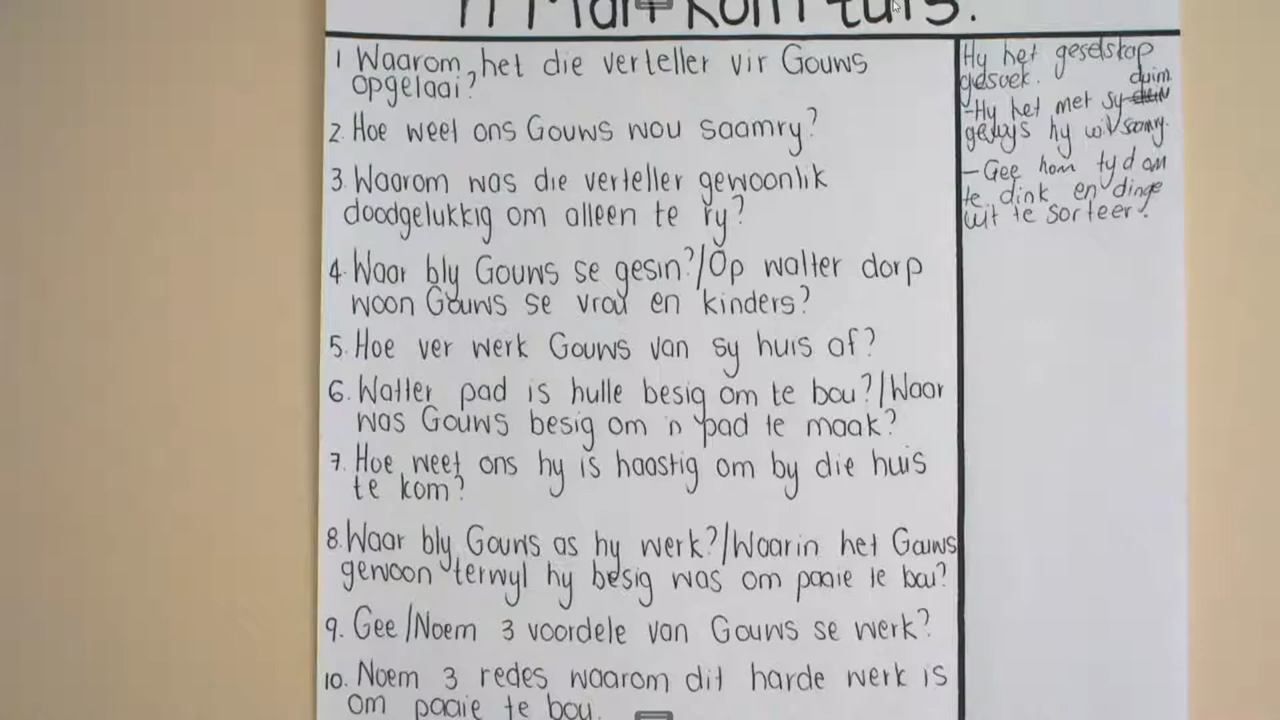 'n Man kom tuis.
1 Waarom het die verteller vir Gouws
opgelaai?
2. Hoe weet ons Gouws wou saamry?
3. Waarom was die verteller gewoonlik
doodgelukkig om alleen te ry?
4. Waar bly Gouws se gesin?/Op watter dorp
woon Gouws se vrou en kinders?
5. Hoe ver werk Gouws van sy huis af?
6. Watter pad is hulle besig om te bou?/Waar
was Gouws besig om 'n pad te maak?
7. Hoe weet ons hy is haastig om by die huis
te kom?
8. Waar bly Gouws as hy werk?/Waarin het Gouws
gewoon terwyl hy besig was om paaie te bou?
9. Gee/Noem 3 voordele van Gouws se werk?
10. Noem 3 redes waarom dit harde werk is
om paaie te bou.
Hy het geselskap
gesoek.
duim
-Hy het met sy
gewys hy wil saamry.
-Gee hom tyd om
te dink en dinge
uit te sorteer.